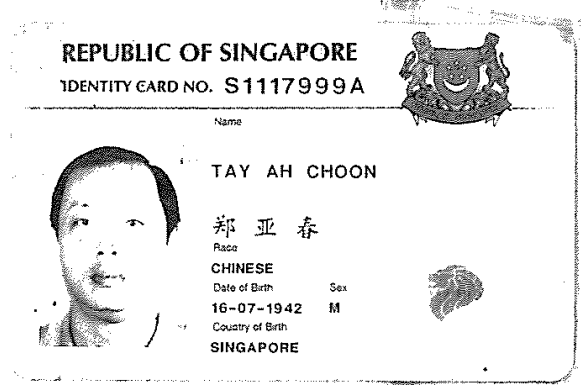 REPUBLIC OF SINGAPORE
IDENTITY CARD NO. S1117999A
Name
TAY AH CHOON
郑亚春
Race
CHINESE
Date of Birth Sex
16-07-1942 M
Country of Birth
SINGAPORE